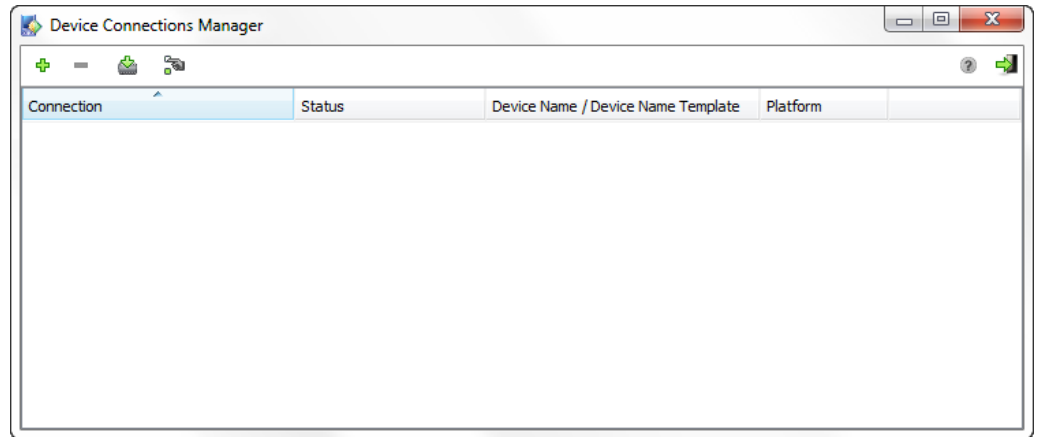 Device Connections Manager
?
Connection Status Device Name / Device Name Template Platform